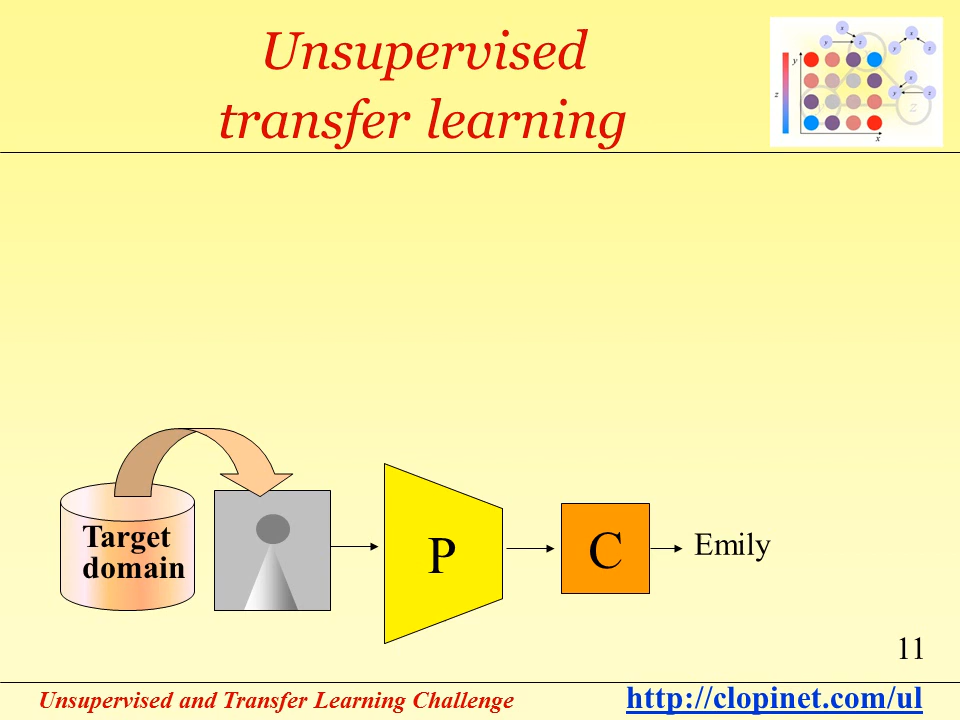 Unsupervised
transfer learning
x
y
z
x
y
z
x
y
z
y
z
x
z
Target
domain
P
C
Emily
11
Unsupervised and Transfer Learning Challenge
http://clopinet.com/ul